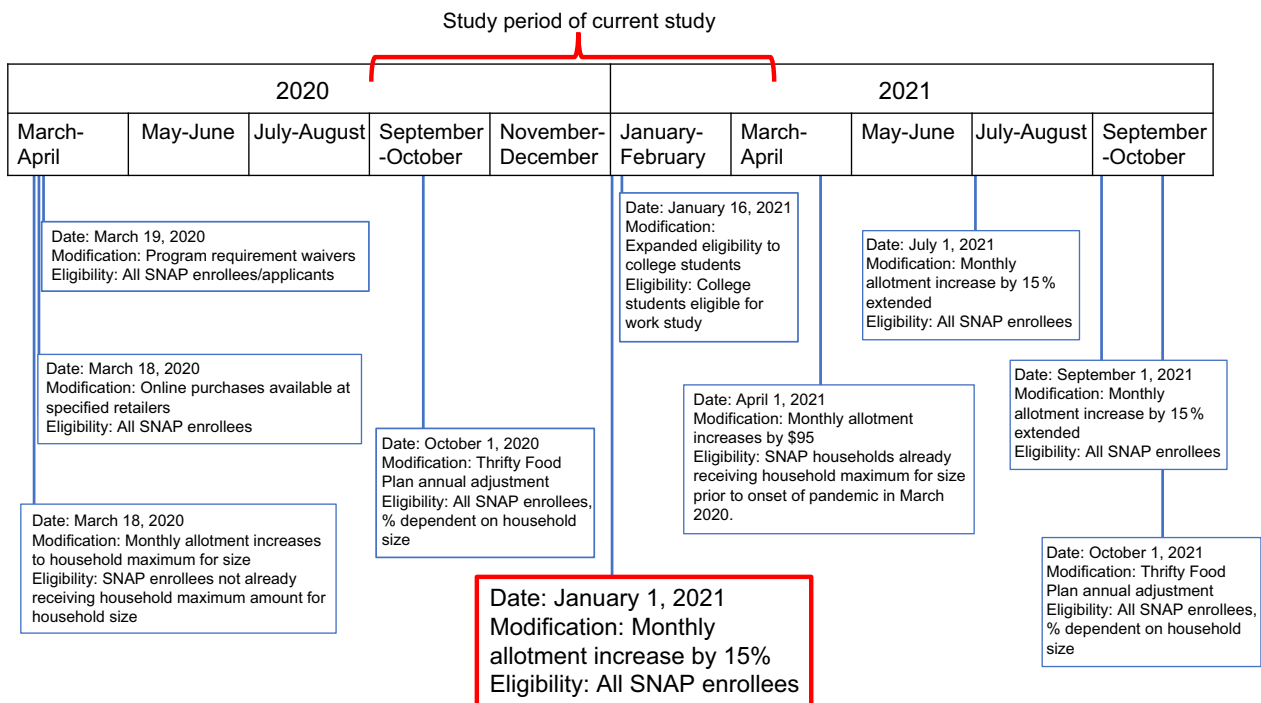 Study period of current study
2020
2021
March-
April
May-June
July-August
September
-October
November-
December
January-
February
March-
April
May-June
July-August
September
-October
Date: March 19, 2020
Modification: Program requirement waivers
Eligibility: All SNAP enrollees/applicants
Date: March 18, 2020
Modification: Online purchases available at
specified retailers
Eligibility: All SNAP enrollees
Date: March 18, 2020
Modification: Monthly allotment increases
to household maximum for size
Eligibility: SNAP enrollees not already
receiving household maximum amount for
household size
Date: October 1, 2020
Modification: Thrifty Food
Plan annual adjustment
Eligibility: All SNAP enrollees,
% dependent on household
size
Date: January 1, 2021
Modification: Monthly
allotment increase by 15%
Eligibility: All SNAP enrollees
Date: January 16, 2021
Modification:
Expanded eligibility to
college students
Eligibility: College
students eligible for
work study
Date: April 1, 2021
Modification: Monthly allotment
increases by $95
Eligibility: SNAP households already
receiving household maximum for size
prior to onset of pandemic in March
2020.
Date: July 1, 2021
Modification: Monthly
allotment increase by 15% 
extended
Eligibility: All SNAP enrollees
Date: September 1, 2021
Modification: Monthly
allotment increase by 15%
extended
Eligibility: All SNAP enrollees
Date: October 1, 2021
Modification: Thrifty Food
Plan annual adjustment
Eligibility: All SNAP enrollees,
% dependent on household
size